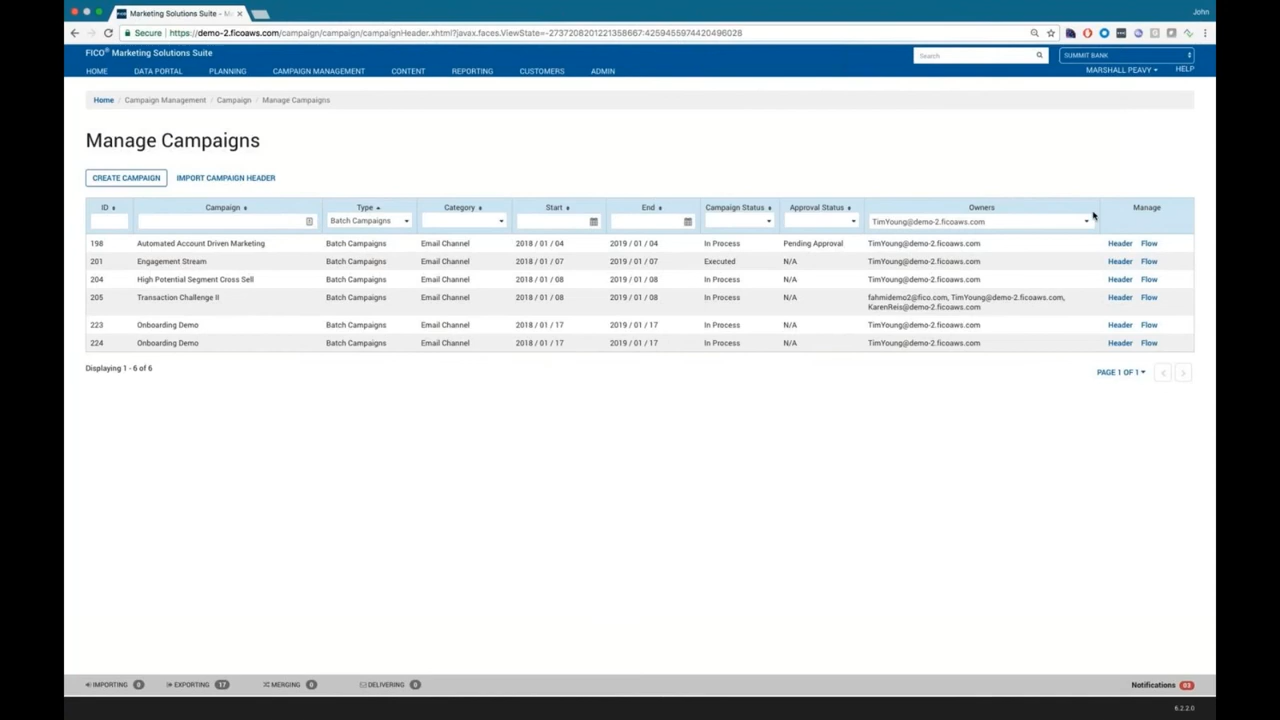 Marketing Solutions Suite - M
John
Secure https://demo-2.ficoaws.com/campaign/campaign/campaignHeader.xhtml?javax.faces.ViewState=-2737208201221358667:4259455974420496028
FICO® Marketing Solutions Suite
Search
SUMMIT BANK
HOME DATA PORTAL PLANNING CAMPAIGN MANAGEMENT CONTENT REPORTING CUSTOMERS ADMIN
MARSHALL PEAVY HELP
Home / Campaign Management / Campaign / Manage Campaigns
Manage Campaigns
CREATE CAMPAIGN IMPORT CAMPAIGN HEADER
ID Campaign Type Category Start End Campaign Status Approval Status Owners Manage
Batch Campaigns TimYoung@demo-2.ficoaws.com
198 Automated Account Driven Marketing Batch Campaigns Email Channel 2018 / 01 / 04 2019 / 01 / 04 In Process Pending Approval TimYoung@demo-2.ficoaws.com Header Flow
201 Engagement Stream Batch Campaigns Email Channel 2018 / 01 / 07 2019 / 01 / 07 Executed N/A TimYoung@demo-2.ficoaws.com Header Flow
204 High Potential Segment Cross Sell Batch Campaigns Email Channel 2018 / 01 / 08 2019 / 01 / 08 In Process N/A TimYoung@demo-2.ficoaws.com Header Flow
205 Transaction Challenge II Batch Campaigns Email Channel 2018 / 01 / 08 2019 / 01 / 08 In Process N/A fahmidemo2@fico.com, TimYoung@demo-2.ficoaws.com, Header Flow
KarenReis@demo-2.ficoaws.com
223 Onboarding Demo Batch Campaigns Email Channel 2018 / 01 / 17 2019 / 01 / 17 In Process N/A TimYoung@demo-2.ficoaws.com Header Flow
224 Onboarding Demo Batch Campaigns Email Channel 2018 / 01 / 17 2019 / 01 / 17 In Process N/A TimYoung@demo-2.ficoaws.com Header Flow
Displaying 1 - 6 of 6
PAGE 1 OF 1 < >
IMPORTING 0 EXPORTING 17 MERGING 0 DELIVERING 0 Notifications 93
6.2.2.0